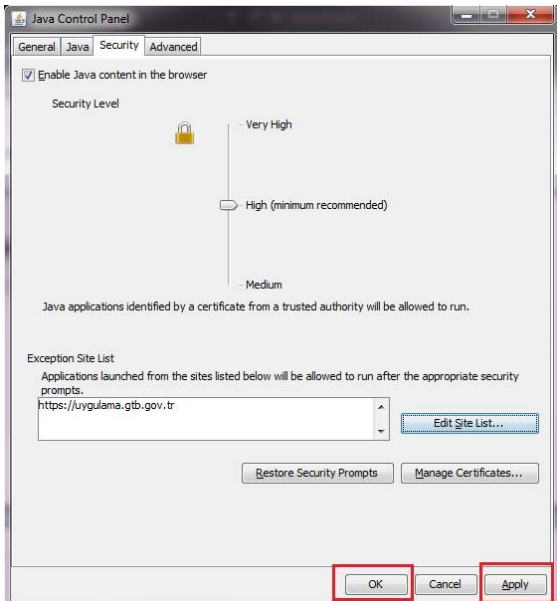 Java Control Panel
General Java Security Advanced
Enable Java content in the browser
Security Level
Very High
High (minimum recommended)
Medium
Java applications identified by a certificate from a trusted authority will be allowed to run.
Exception Site List
Applications launched from the sites listed below will be allowed to run after the appropriate security
prompts.
https://uygulama.gtb.gov.tr
Edit Site List...
Restore Security Prompts Manage Certificates...
OK Cancel Apply